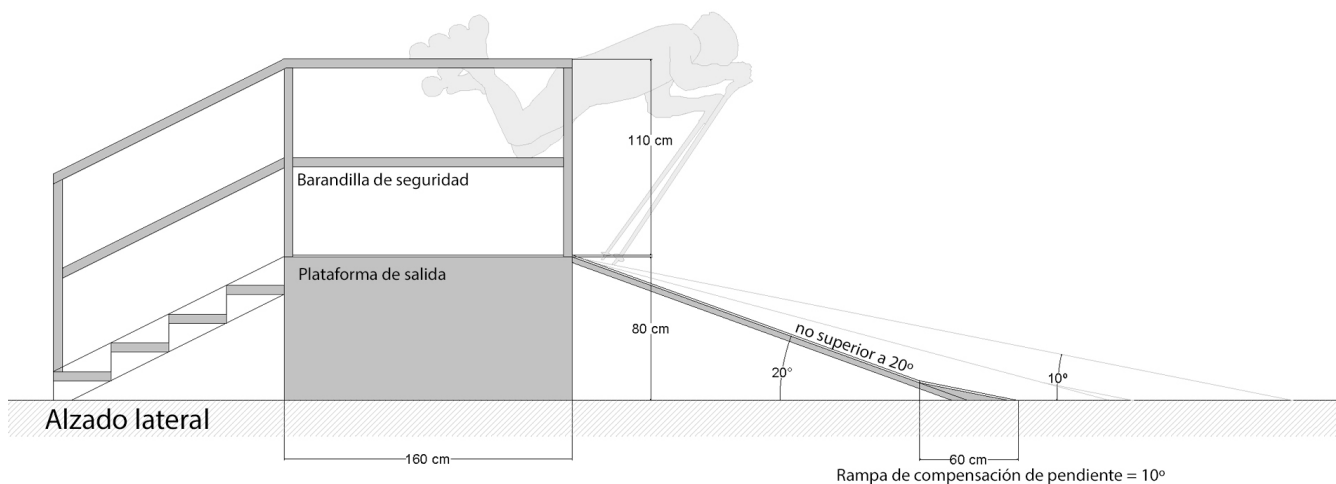 110 cm
Barandilla de seguridad
Plataforma de salida
80 cm
no superior a 20º
20°
10º
Alzado lateral
160 cm
60 cm
Rampa de compensación de pendiente = 10º